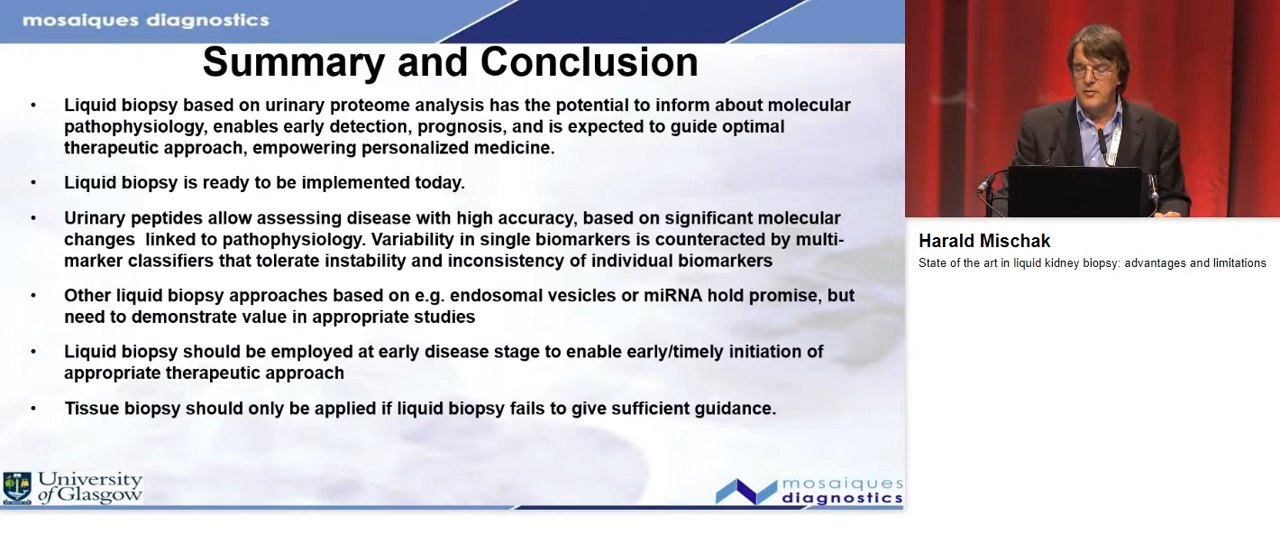 mosaiques diagnostics
Summary and Conclusion
• Liquid biopsy based on urinary proteome analysis has the potential to inform about molecular
pathophysiology, enables early detection, prognosis, and is expected to guide optimal
therapeutic approach, empowering personalized medicine.
• Liquid biopsy is ready to be implemented today.
• Urinary peptides allow assessing disease with high accuracy, based on significant molecular
changes linked to pathophysiology. Variability in single biomarkers is counteracted by multi-
marker classifiers that tolerate instability and inconsistency of individual biomarkers
• Other liquid biopsy approaches based on e.g. endosomal vesicles or miRNA hold promise, but
need to demonstrate value in appropriate studies
• Liquid biopsy should be employed at early disease stage to enable early/timely initiation of
appropriate therapeutic approach
• Tissue biopsy should only be applied if liquid biopsy fails to give sufficient guidance.
University
of Glasgow
mosaiques
diagnostics
Harald Mischak
State of the art in liquid kidney biopsy: advantages and limitations